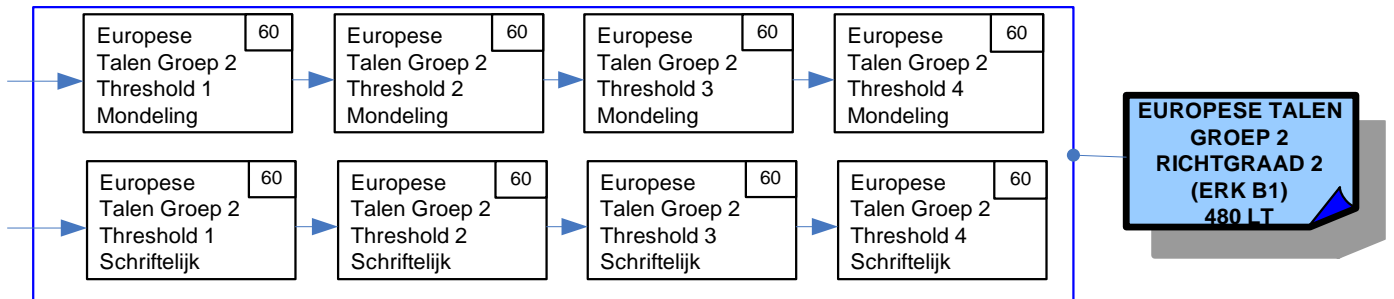 Europese
Talen Groep 2
Threshold 1
Mondeling
60
Europese
Talen Groep 2
Threshold 2
Mondeling
60
Europese
Talen Groep 2
Threshold 3
Mondeling
60
Europese
Talen Groep 2
Threshold 4
Mondeling
60
Europese
Talen Groep 2
Threshold 1
Schriftelijk
60
Europese
Talen Groep 2
Threshold 2
Schriftelijk
60
Europese
Talen Groep 2
Threshold 3
Schriftelijk
60
Europese
Talen Groep 2
Threshold 4
Schriftelijk
60
EUROPESE TALEN
GROEP 2
RICHTGRAAD 2
(ERK B1)
480 LT